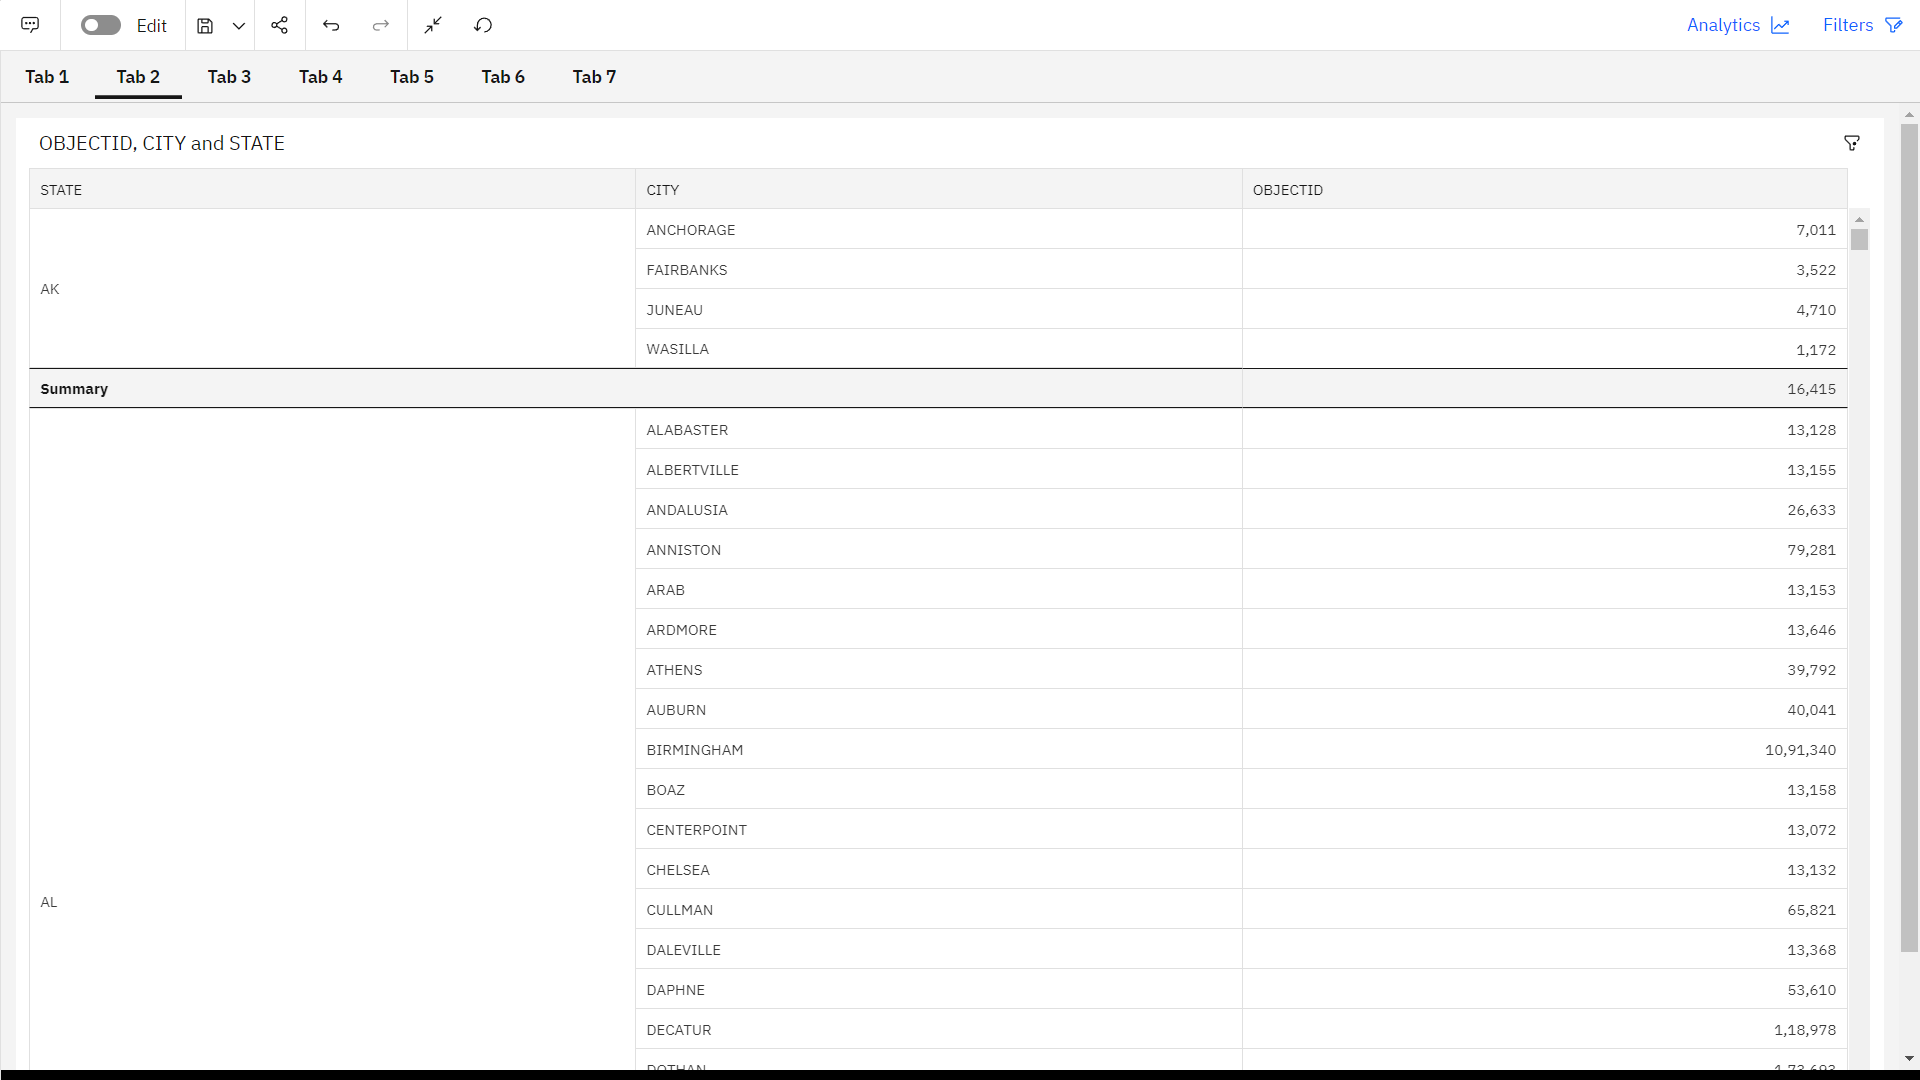 Edit
Analytics
Filters
Tab 1 Tab 2 Tab 3 Tab 4 Tab 5 Tab 6 Tab 7
OBJECTID, CITY and STATE
STATE CITY OBJECTID
ANCHORAGE 7,011
FAIRBANKS 3,522
AK
JUNEAU 4,710
WASILLA 1,172
Summary 16,415
ALABASTER 13,128
ALBERTVILLE 13,155
ANDALUSIA 26,633
ANNISTON 79,281
ARAB 13,153
ARDMORE 13,646
ATHENS 39,792
AUBURN 40,041
BIRMINGHAM 10,91,340
BOAZ 13,158
CENTERPOINT 13,072
CHELSEA 13,132
AL
CULLMAN 65,821
DALEVILLE 13,368
DAPHNE 53,610
DECATUR 1,18,978
DOTHAN 1,73,693